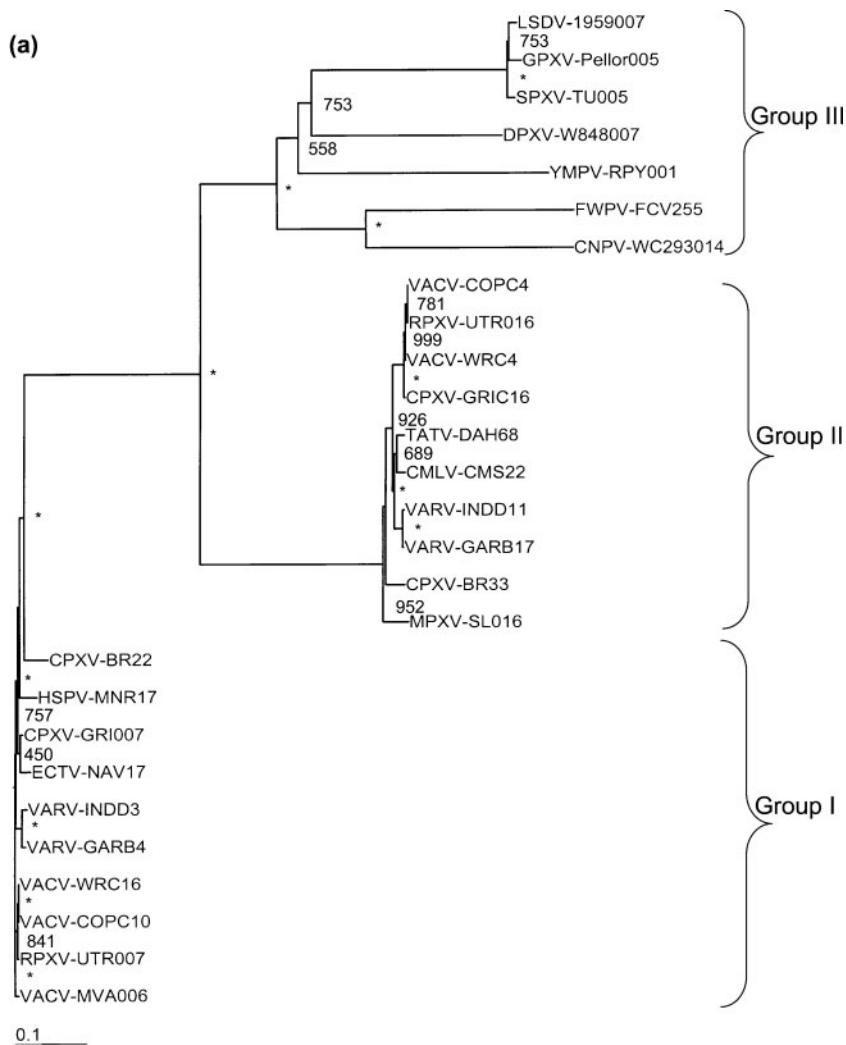 (a)
LSDV-1959007
753
GPXV-Pellor005
*
SPXV-TU005
753
DPXV-W848007
558
YMPV-RPY001
*
FWPV-FCV255
*
CNPV-WC293014
Group III
VACV-COPC4
781
RPXV-UTR016
999
VACV-WRC4
*
*
CPXV-GRIC16
926
TATV-DAH68
689
CMLV-CMS22
*
VARV-INDD11
*
VARV-GARB17
CPXV-BR33
952
MPXV-SL016
Group II
*
CPXV-BR22
*
HSPV-MNR17
757
CPXV-GRI007
450
ECTV-NAV17
VARV-INDD3
*
VARV-GARB4
VACV-WRC16
*
VACV-COPC10
841
RPXV-UTR007
*
VACV-MVA006
Group I
0.1